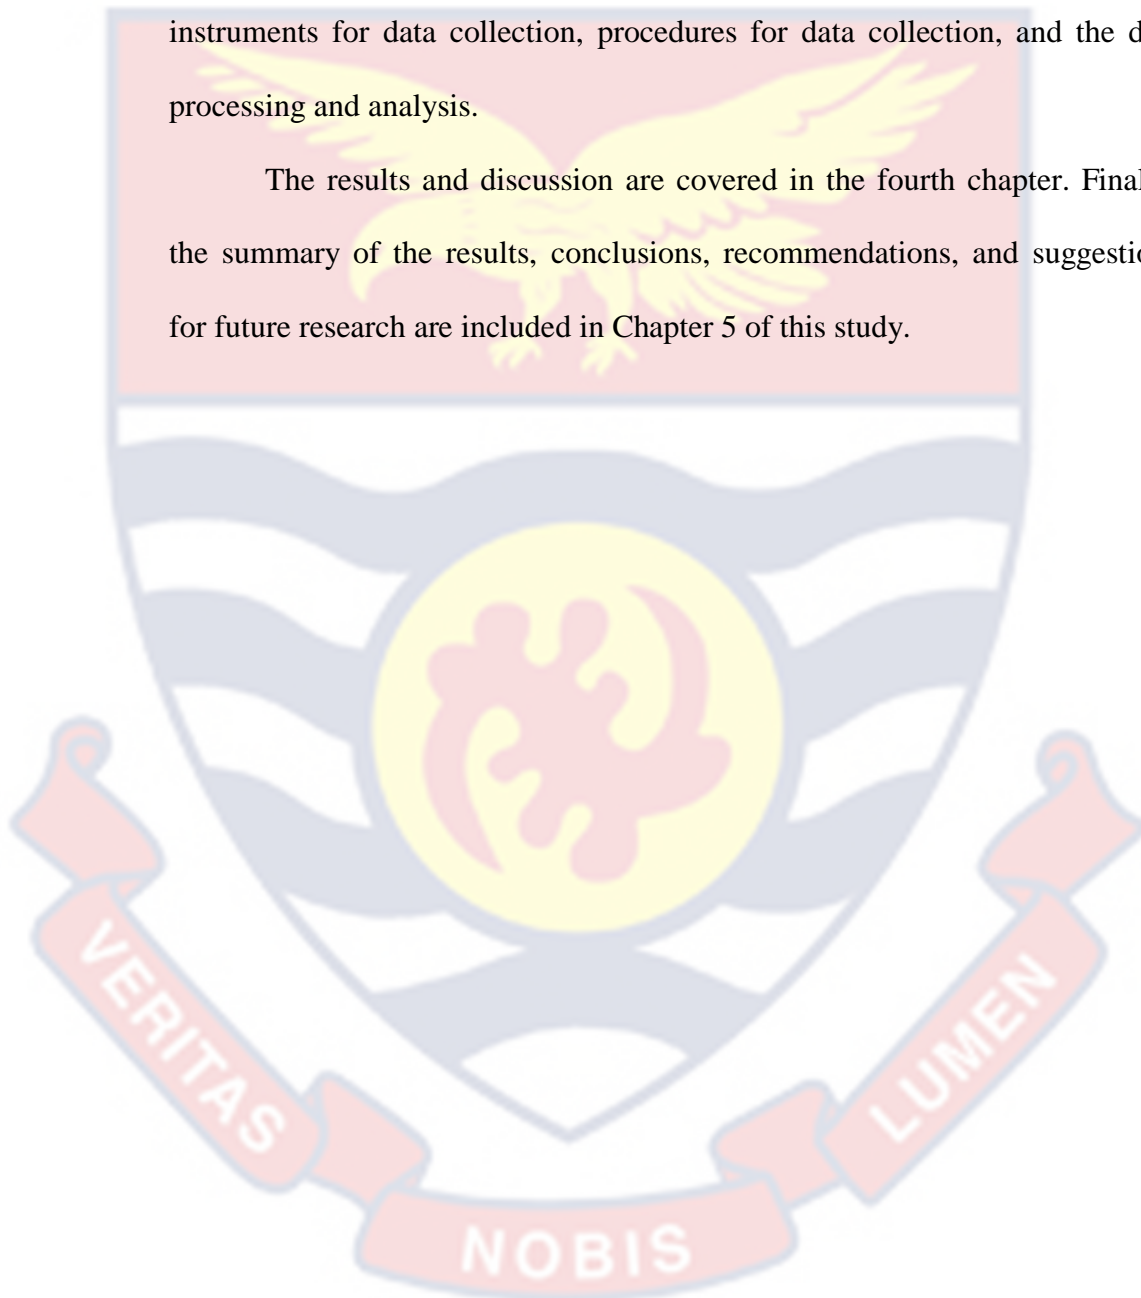 instruments for data collection, procedures for data collection, and the d
processing and analysis.
The results and discussion are covered in the fourth chapter. Final
the summary of the results, conclusions, recommendations, and suggestio
for future research are included in Chapter 5 of this study.
VERITAS
NOBIS
LUMEN